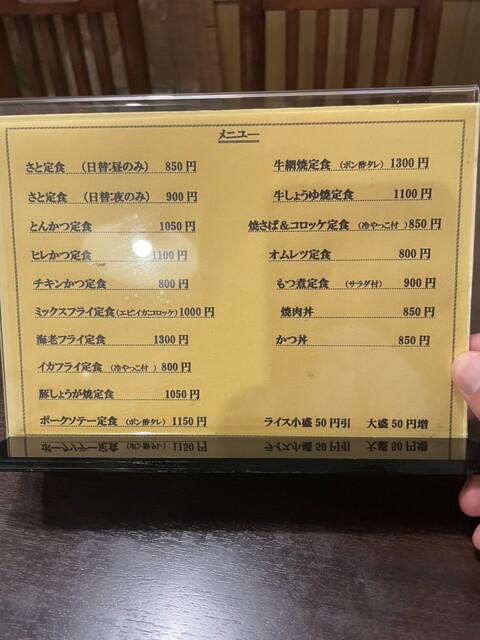 メニュー
さと定食 （日替:昼のみ） 850円
さと定食 （日替:夜のみ） 900円
とんかつ定食 1050円
ヒレかつ定食 1100円
チキンかつ定食 800円
ミックスフライ定食(エビイカコロッケ) 1000円
海老フライ定食 1300円
イカフライ定食 (冷やっこ付 ) 800円
豚しょうが焼定食 1050円
ポークソテー定食 (ポン酢タレ) 1150円
牛網焼定食 (ポン酢タレ) 1300円
牛しょうゆ焼定食 1100円
焼さば＆コロッケ定食 (冷やっこ付 ) 850円
オムレツ定食 800円
もつ煮定食 (サラダ付) 900円
焼肉丼 850円
かつ丼 850円
ライス小盛50円引 大盛50円増